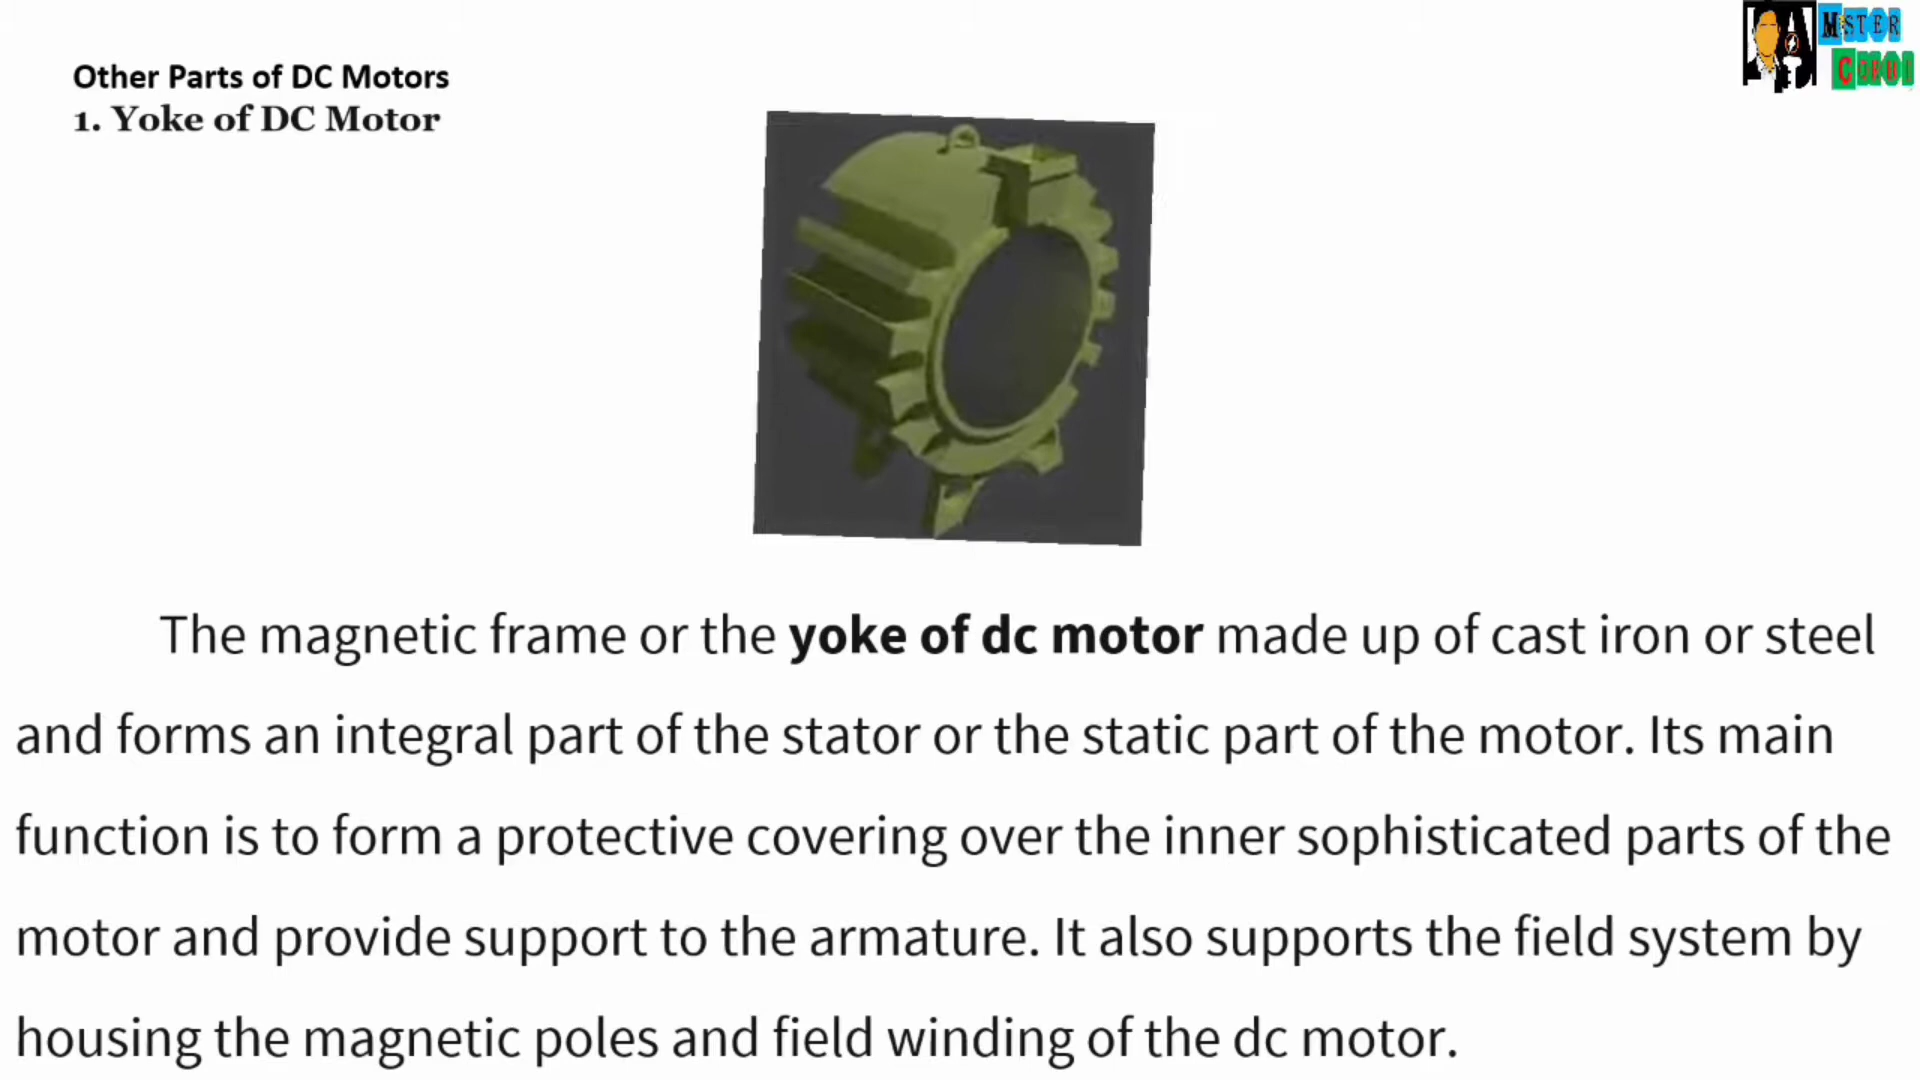 Other Parts of DC Motors
1. Yoke of DC Motor
The magnetic frame or the yoke of dc motor made up of cast iron or steel
and forms an integral part of the stator or the static part of the motor. Its main
function is to form a protective covering over the inner sophisticated parts of the
motor and provide support to the armature. It also supports the field system by
housing the magnetic poles and field winding of the dc motor.